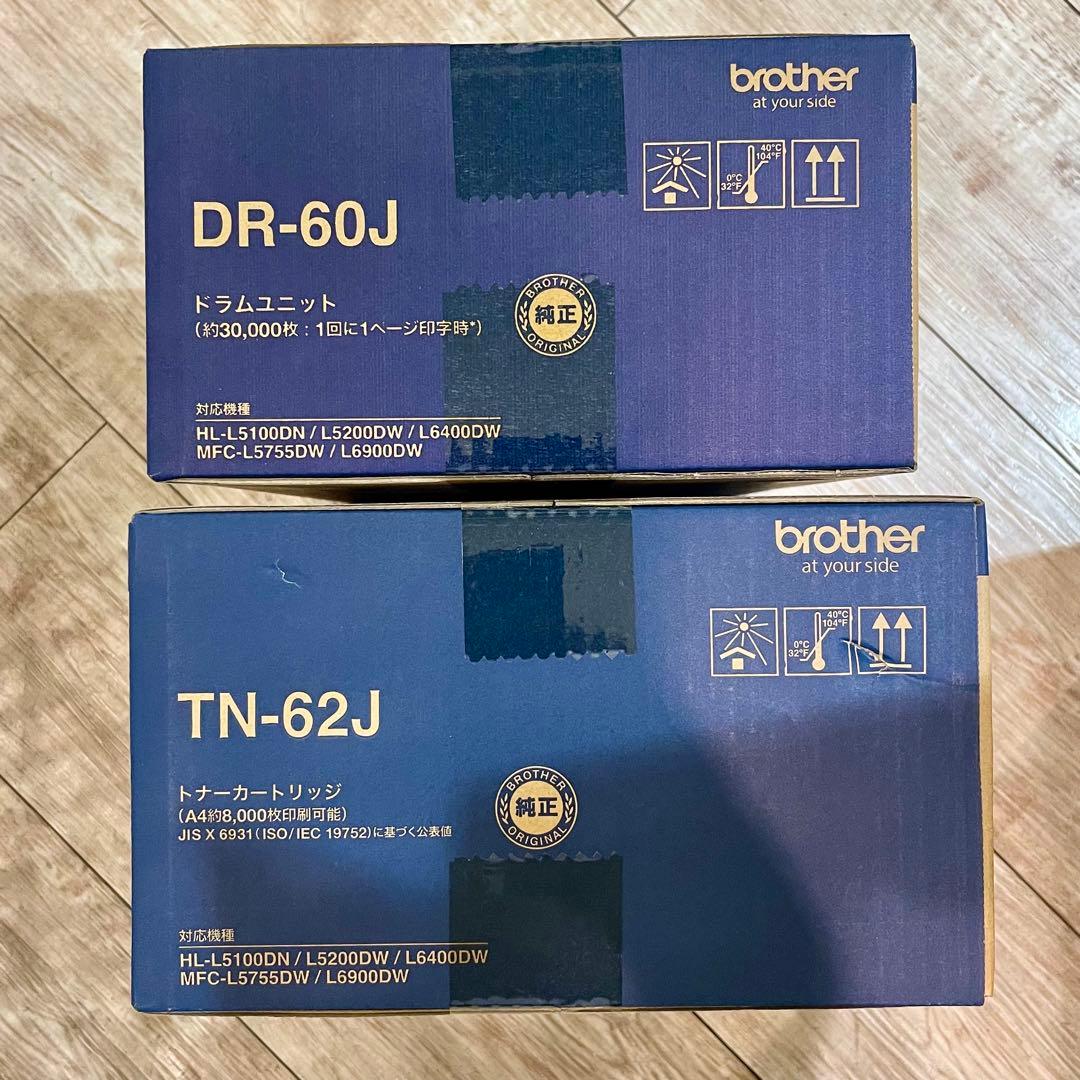 brother
at your side
40°C
104°F
0°C
32°F
DR-60J
ドラムユニット
(約30,000枚：1回に1ページ印字時*)
BROTHER
純正
ORIGINAL
対応機種
HL-L5100DN / L5200DW / L6400DW
MFC-L5755DW / L6900DW
brother
at your side
40°C
104°F
0°C
32°F
TN-62J
トナーカートリッジ
(A4約8,000枚印刷可能)
JIS X 6931(ISO/IEC 19752)に基づく公表値
BROTHER
純正
ORIGINAL
対応機種
HL-L5100DN / L5200DW / L6400DW
MFC-L5755DW / L6900DW